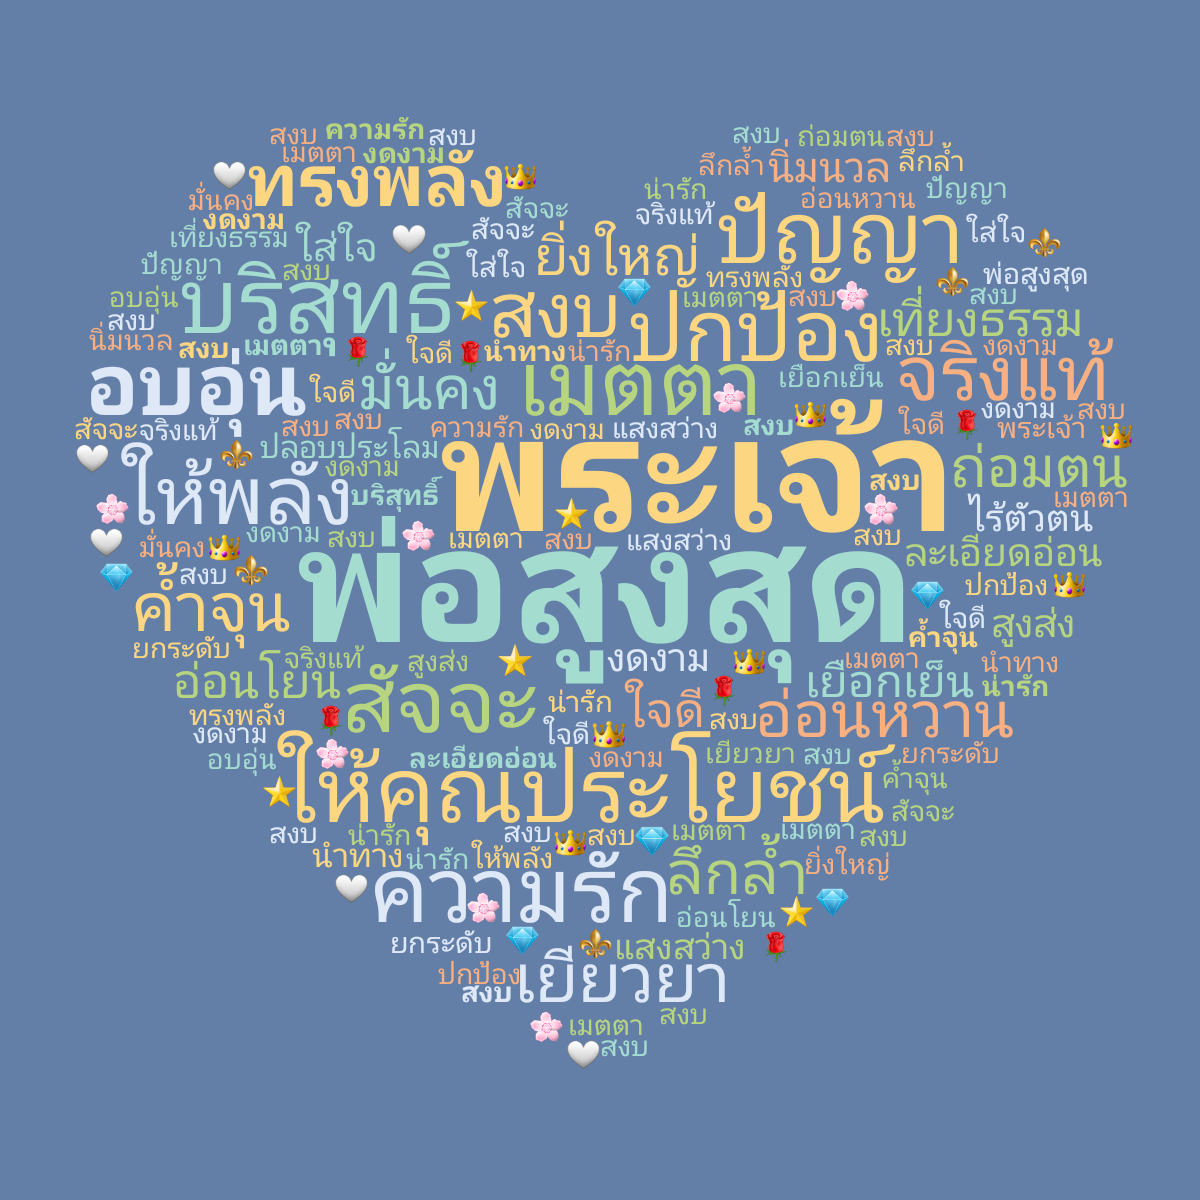 สงบ ความรัก สงบ สงบ ถ่อมตน สงบ
เมตตา งดงาม ลึกล้ำ นิ่มนวล ลึกล้ำ
🤍 ทรงพลัง 👑
มั่นคง งดงาม สัจจะ น่ารัก อ่อนหวาน ปัญญา
เที่ยงธรรม ใส่ใจ 🤍 สัจจะ จริงแท้ ปัญญา ใส่ใจ ⚜
ปัญญา สงบ ใส่ใจ ยิ่งใหญ่ ทรงพลัง พ่อสูงสุด
อบอุ่น บริสุทธิ์ ⭐ สงบ 💎 เมตตา สงบ 🌸 ⚜ สงบ
สงบ ปกป้อง เที่ยงธรรม
นิ่มนวล สงบ เมตตา 🌹 ใจดี 🌹 นำทาง น่ารัก สงบ งดงาม
อบอุ่น ใจดี มั่นคง เมตตา 🌸 เยือกเย็น จริงแท้
สัจจะ จริงแท้ สงบ สงบ ความรัก งดงาม แสงสว่าง สงบ 👑 ใจดี 🌹 งดงาม สงบ
🤍 ⚜ ปลอบประโลม พระเจ้า พระเจ้า 👑
ให้พลัง งดงาม บริสุทธิ์ สงบ ถ่อมตน
🌸 ⭐ 🌸 เมตตา
🤍 งดงาม สงบ 🌸 เมตตา สงบ แสงสว่าง สงบ ไร้ตัวตน
มั่นคง 👑 ละเอียดอ่อน
💎 สงบ ⚜ พ่อสูงสุด 💎 ปกป้อง 👑
ค้ำจุน ใจดี สูงส่ง
ยกระดับ จริงแท้ สูงส่ง ⭐ งดงาม 👑 เมตตา ค้ำจุน นำทาง
อ่อนโยน สัจจะ น่ารัก ใจดี 🌹 เยือกเย็น น่ารัก
ทรงพลัง 🌹 สงบ อ่อนหวาน
งดงาม ใจดี 👑
อบอุ่น 🌸 ละเอียดอ่อน งดงาม เยียวยา สงบ ยกระดับ
⭐ ให้คุณประโยชน์ ค้ำจุน
สัจจะ
สงบ น่ารัก สงบ 👑 สงบ 💎 เมตตา เมตตา สงบ
นำทาง น่ารัก ให้พลัง ลึกล้ำ ยิ่งใหญ่
🤍 ความรัก 🌸 อ่อนโยน ⭐ 💎
ยกระดับ 💎 ⚜ แสงสว่าง 🌹
ปกป้อง เยียวยา
สงบ
🌸 เมตตา สงบ
🤍 สงบ